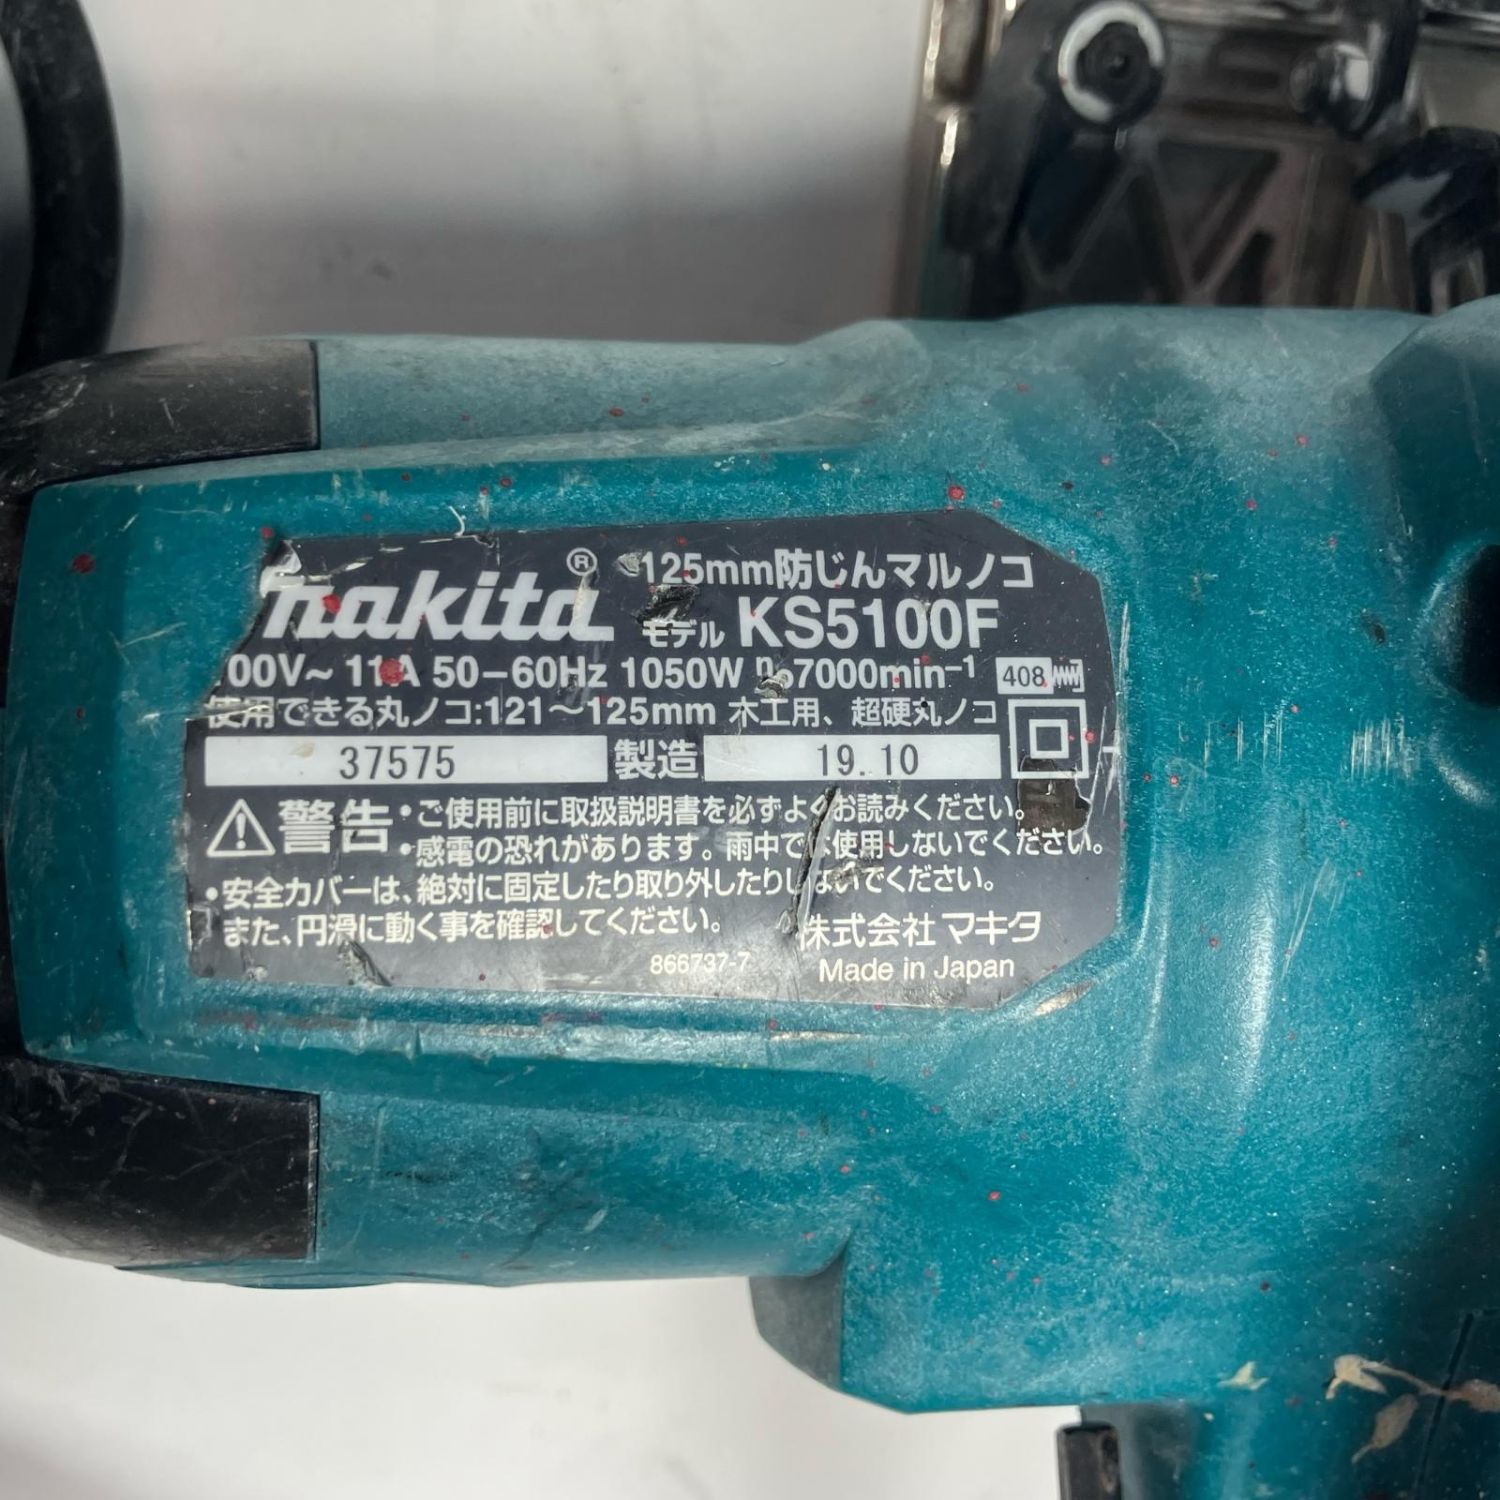 makita ® 125mm防じんマルノコ
モデル KS5100F
00V~ 11A 50-60Hz 1050W n₀7000min⁻¹ 408
使用できる丸ノコ:121~125mm 木工用、超硬丸ノコ
37575 製造 19.10
警告 •ご使用前に取扱説明書を必ずよくお読みください。
•感電の恐れがあります。雨中では使用しないでください。
•安全カバーは、絶対に固定したり取り外したりしないでください。
また、円滑に動く事を確認してください。
株式会社マキタ
866737-7 Made in Japan